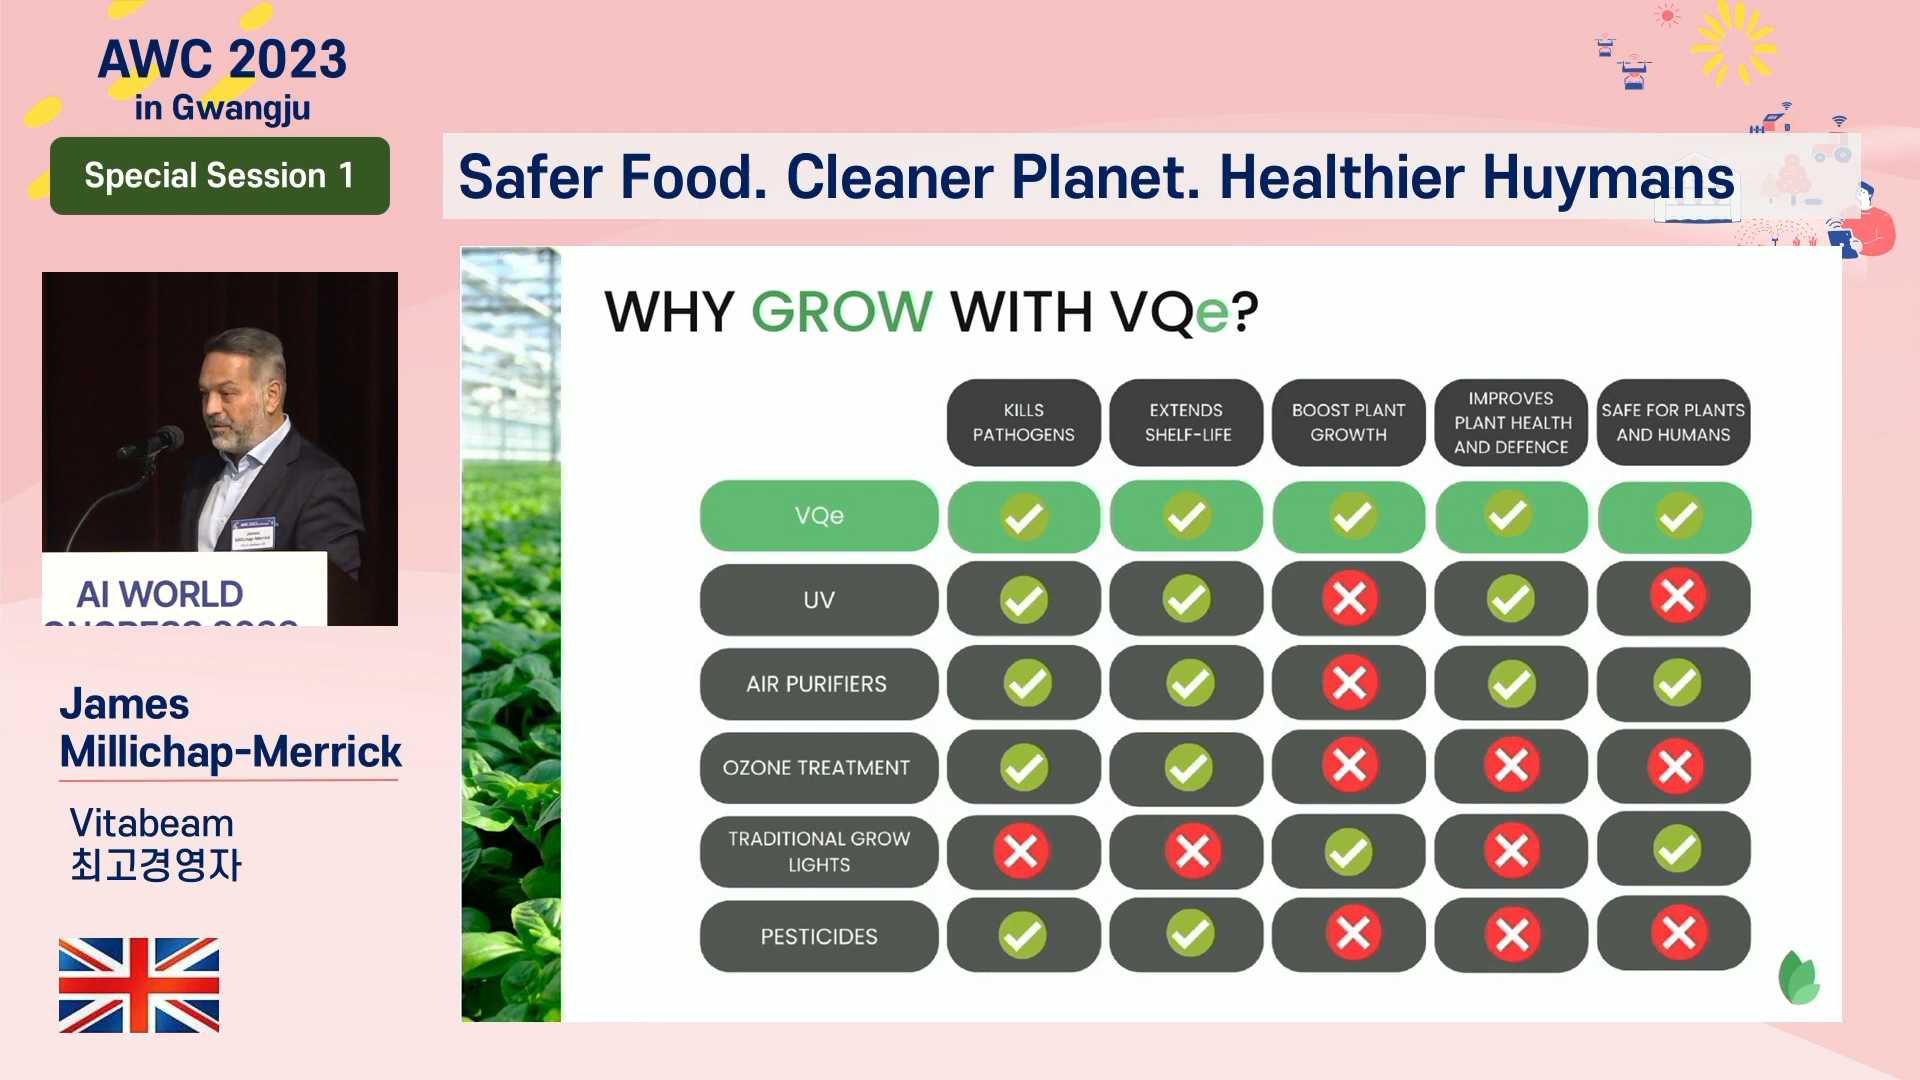 AWC 2023
in Gwangju
Special Session 1
Safer Food. Cleaner Planet. Healthier Huymans
AI WORLD
James
Millichap-Merrick
Vitabeam
최고경영자
WHY GROW WITH VQe?
KILLS
PATHOGENS
EXTENDS
SHELF-LIFE
BOOST PLANT
GROWTH
IMPROVES
PLANT HEALTH
AND DEFENCE
SAFE FOR PLANTS
AND HUMANS
VQe
UV
AIR PURIFIERS
OZONE TREATMENT
TRADITIONAL GROW
LIGHTS
PESTICIDES